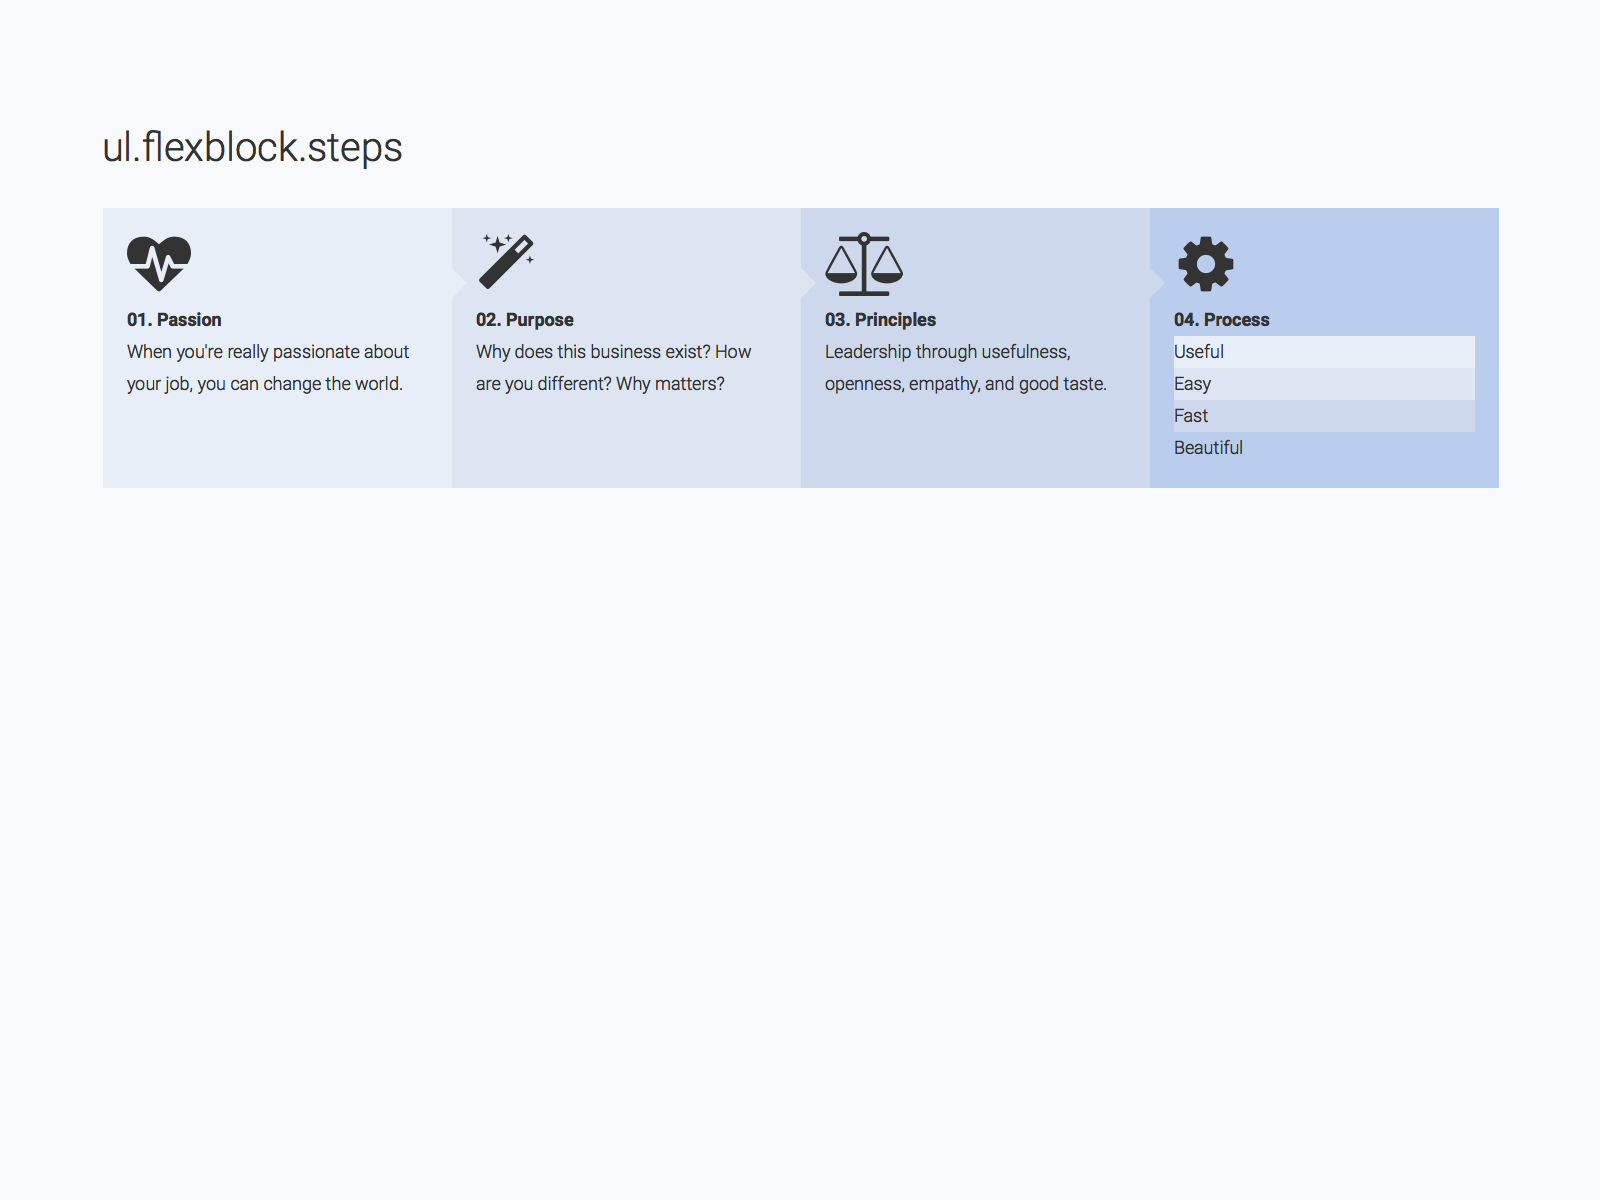 ul.flexblock.steps
01. Passion
When you're really passionate about
your job, you can change the world.
02. Purpose
Why does this business exist? How
are you different? Why matters?
03. Principles
Leadership through usefulness,
openness, empathy, and good taste.
04. Process
Useful
Easy
Fast
Beautiful